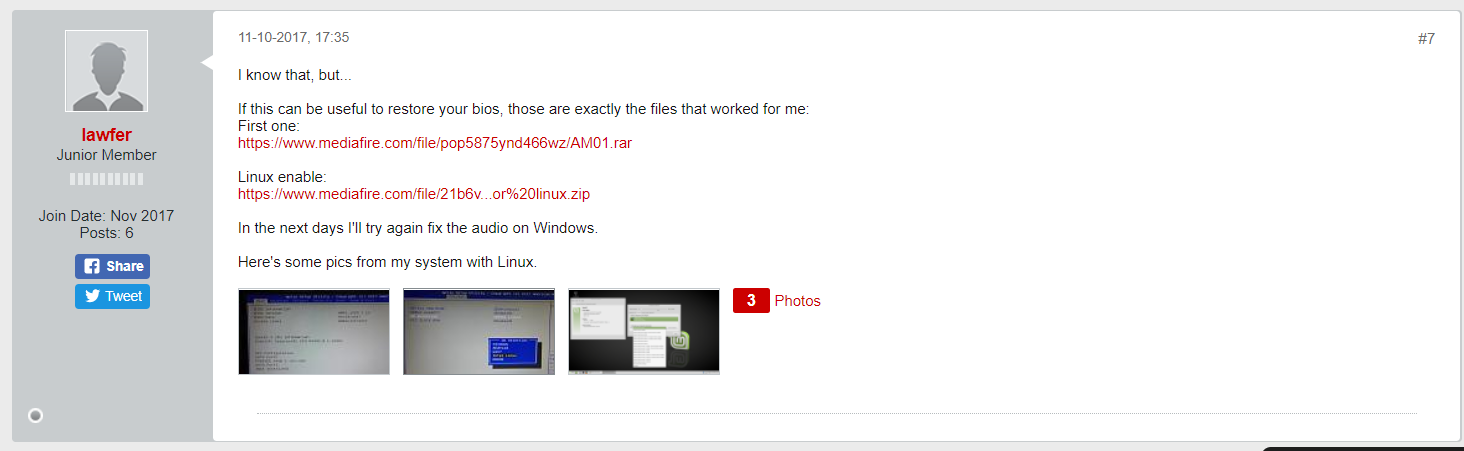 11-10-2017, 17:35
#7
I know that, but...
If this can be useful to restore your bios, those are exactly the files that worked for me:
First one:
https://www.mediafire.com/file/pop5875ynd466wz/AM01.rar
Linux enable:
https://www.mediafire.com/file/21b6v...or%20linux.zip
In the next days I'll try again fix the audio on Windows.
Here's some pics from my system with Linux.
3 Photos
lawfer
Junior Member
Join Date: Nov 2017
Posts: 6
Share
Tweet